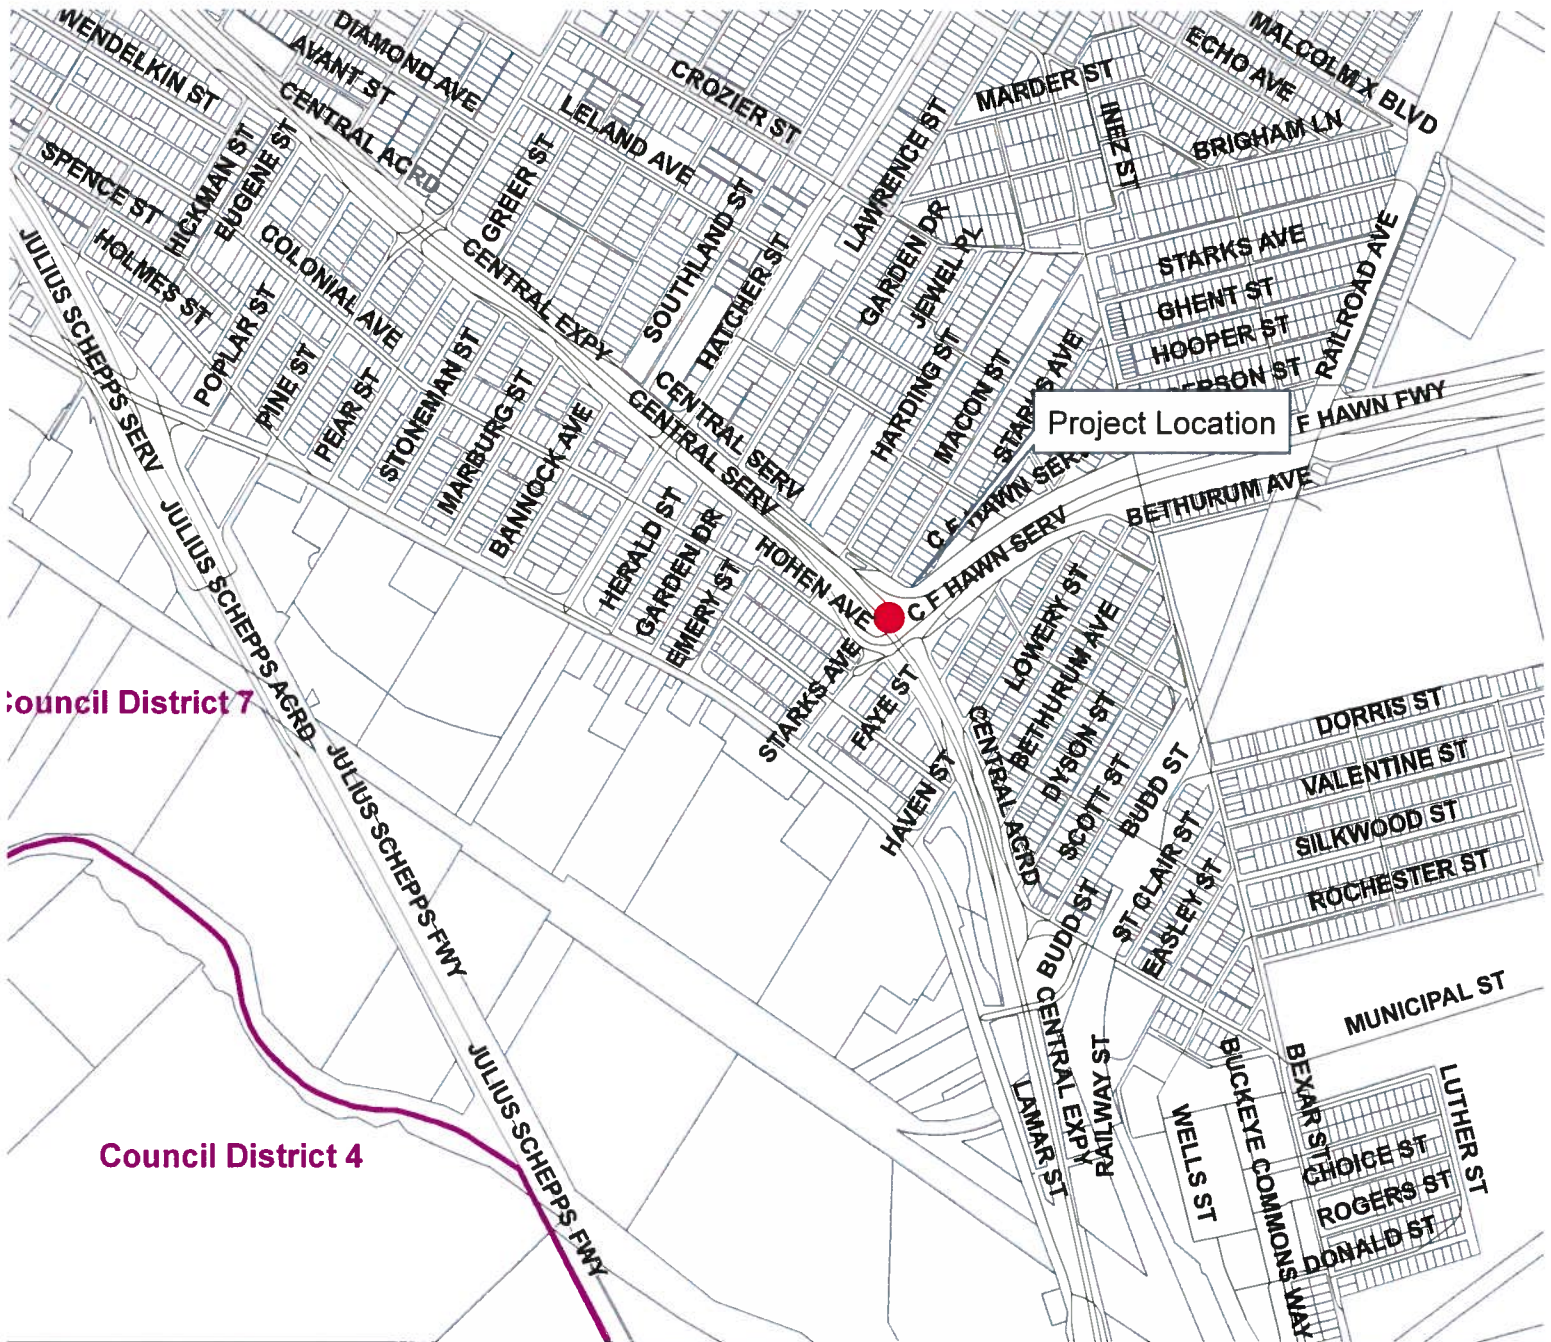 WENDELKIN ST
DIAMOND AVE
AVANT ST
CENTRAL ACRD
CROZIER ST
LELAND AVE
MARDER ST
ECHO AVE
MALCOLM X BLVD
INEZ ST
BRIGHAM LN
SPENCE ST
HICKMAN ST
EUGENE ST
GREER ST
LAWRENCE ST
SOUTHLAND ST
HATCHER ST
GARDEN DR
JEWEL PL
STARKS AVE
GHENT ST
HOOPER ST
RAILROAD AVE
JULIUS SCHEPPS SERV
HOLMES ST
COLONIAL AVE
CENTRAL EXPY
POPLAR ST
PINE ST
PEAR ST
STONEMAN ST
MARBURG ST
BANNOCK AVE
CENTRAL SERV
CENTRAL SERV
HARDING ST
MACON ST
STARKS AVE
ERSON ST
Project Location
F HAWN FWY
C F HAWN SERV
BETHURUM AVE
C F HAWN SERV
HERALD ST
GARDEN DR
EMERY ST
HOHEN AVE
JULIUS SCHEPPS ACRD
STARKS AVE
FAYE ST
LOWERY ST
BETHURUM AVE
DYSON ST
SCOTT ST
BUDD ST
Council District 7
HAVEN ST
CENTRAL ACRD
DORRIS ST
VALENTINE ST
SILKWOOD ST
ROCHESTER ST
JULIUS SCHEPPS FWY
ST CLAIR ST
EASLEY ST
BUDD ST
MUNICIPAL ST
CENTRAL EXPY
RAILWAY ST
LAMAR ST
BUCKEYE COMMONS WAY
BEXAR ST
LUTHER ST
WELLS ST
CHOICE ST
ROGERS ST
DONALD ST
Council District 4
JULIUS SCHEPPS FWY